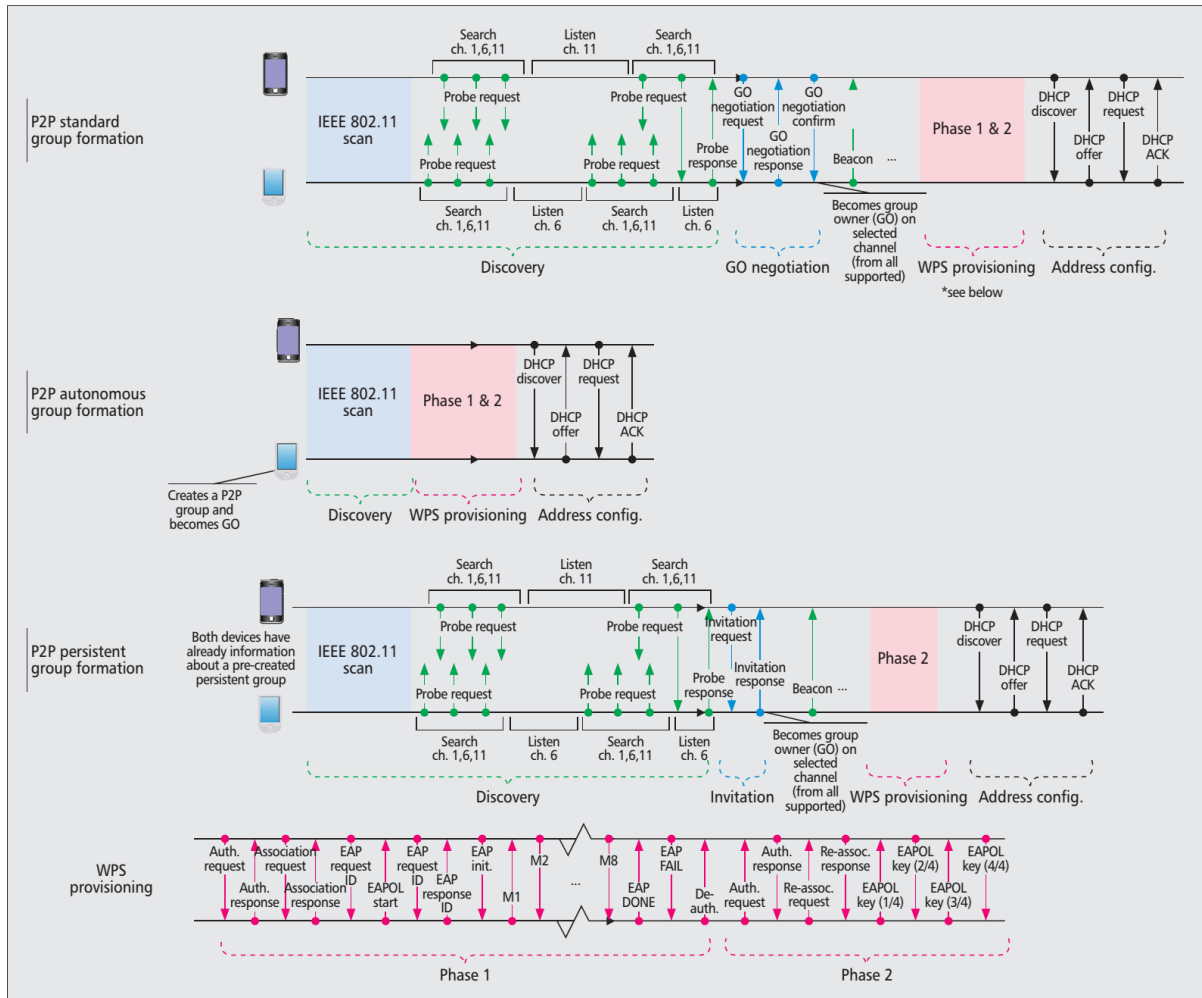 Search
ch. 1,6,11
Listen
ch. 11
Search
ch. 1,6,11
P2P standard
group formation
IEEE 802.11
scan
Probe request
Probe request
Probe request
Probe request
Probe
response
GO
negotiation
request
GO
negotiation
response
GO
negotiation
confirm
Beacon
...
Phase 1 & 2
DHCP
discover
DHCP
offer
DHCP
request
DHCP
ACK
Search
ch. 1,6,11
Listen
ch. 6
Search
ch. 1,6,11
Listen
ch. 6
Becomes group
owner (GO) on
selected
channel
(from all
supported)
Discovery
GO negotiation
WPS provisioning
*see below
Address config.
P2P autonomous
group formation
IEEE 802.11
scan
Phase 1 & 2
DHCP
discover
DHCP
offer
DHCP
request
DHCP
ACK
Creates a P2P
group and
becomes GO
Discovery
WPS provisioning
Address config.
Search
ch. 1,6,11
Listen
ch. 11
Search
ch. 1,6,11
P2P persistent
group formation
Both devices have
already information
about a pre-created
persistent group
IEEE 802.11
scan
Probe request
Probe request
Probe request
Probe request
Probe
response
Invitation
request
Invitation
response
Beacon
...
Phase 2
DHCP
discover
DHCP
offer
DHCP
request
DHCP
ACK
Search
ch. 1,6,11
Listen
ch. 6
Search
ch. 1,6,11
Listen
ch. 6
Becomes group
owner (GO) on
selected
channel
(from all
supported)
Discovery
Invitation
WPS provisioning
Address config.
WPS
provisioning
Auth.
request
Auth.
response
Association
request
Association
response
EAP
request
ID
EAPOL
start
EAP
request
ID
EAP
response
ID
EAP
init.
M1
M2
...
M8
EAP
DONE
EAP
FAIL
De-
auth.
Auth.
request
Auth.
response
Re-assoc.
request
Re-assoc.
response
EAPOL
key (1/4)
EAPOL
key (2/4)
EAPOL
key (3/4)
EAPOL
key (4/4)
Phase 1
Phase 2